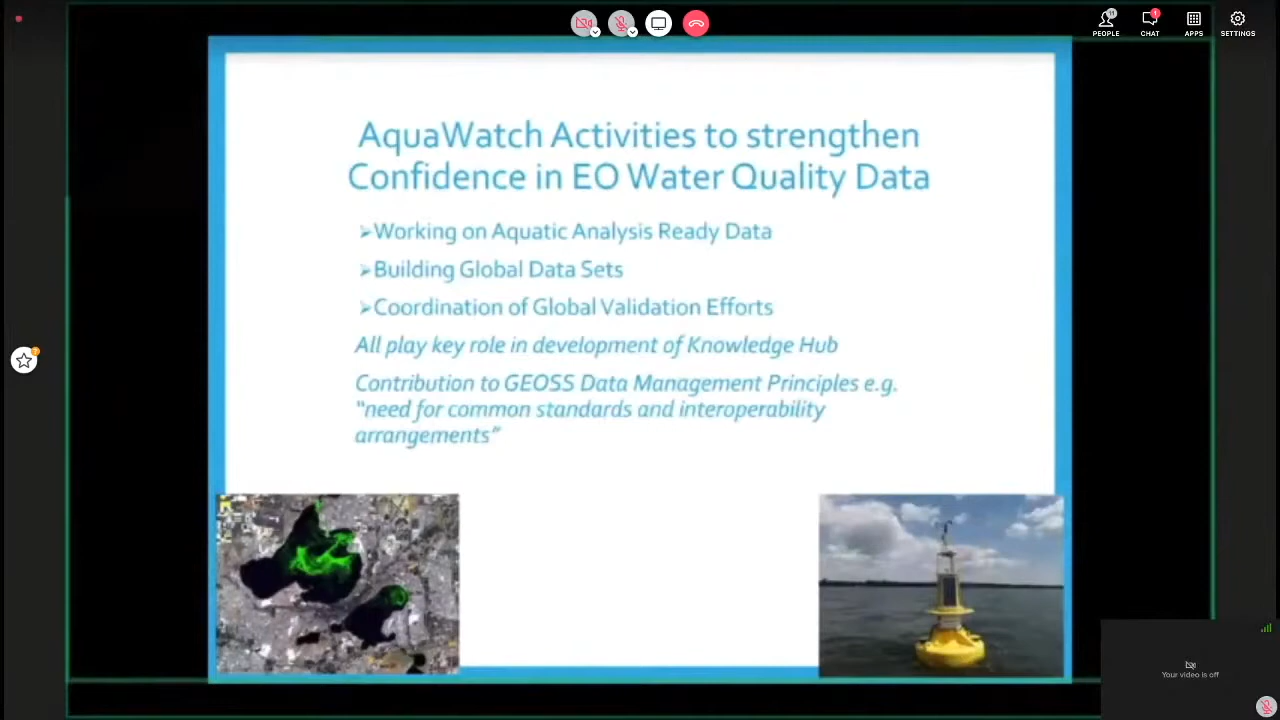 11
1
PEOPLE
CHAT
APPS
SETTINGS
AquaWatch Activities to strengthen
Confidence in EO Water Quality Data
➢Working on Aquatic Analysis Ready Data
➢Building Global Data Sets
➢Coordination of Global Validation Efforts
All play key role in development of Knowledge Hub
Contribution to GEOSS Data Management Principles e.g.
“need for common standards and interoperability
arrangements”
Your video is off